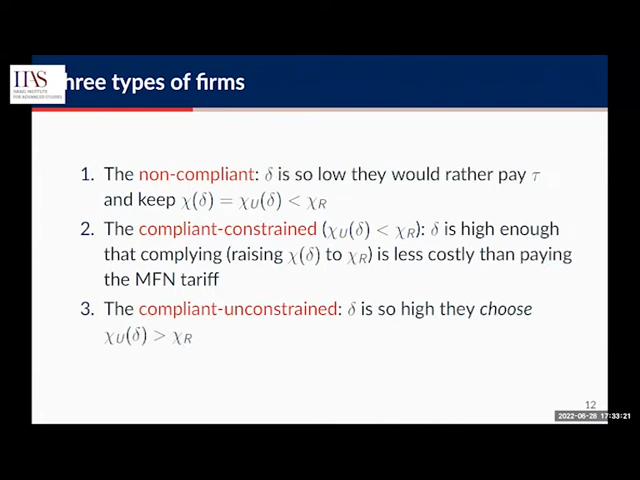 IIAS
ISRAEL INSTITUTE
FOR ADVANCED STUDIES
hree types of firms
1. The non-compliant: δ is so low they would rather pay τ
and keep χ(δ) = χU(δ) < χR
2. The compliant-constrained (χU(δ) < χR): δ is high enough
that complying (raising χ(δ) to χR) is less costly than paying
the MFN tariff
3. The compliant-unconstrained: δ is so high they choose
χU(δ) > χR
12
2022-06-28 17:33:21